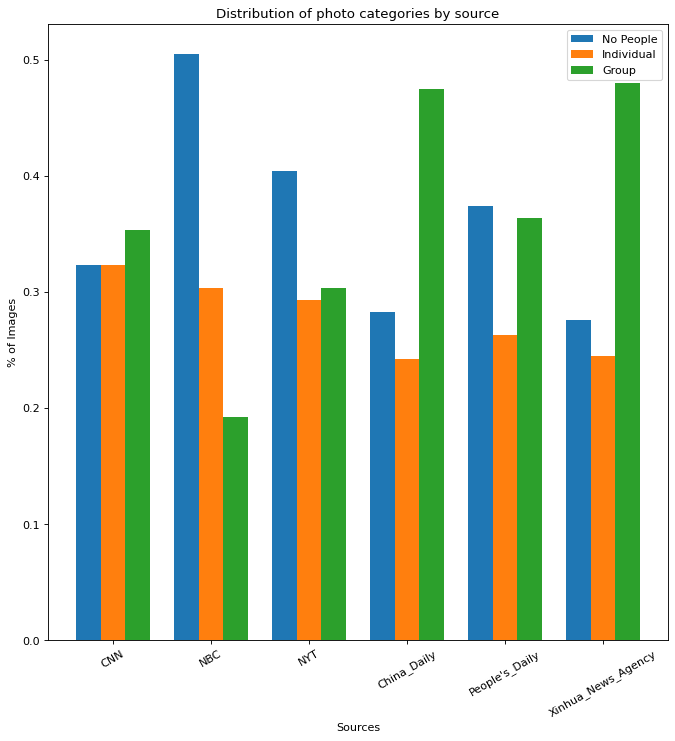 Distribution of photo categories by source
No People
Individual
Group
0.5
0.4
0.3
0.2
0.1
0.0
% of Images
CNN
NBC
NYT
China_Daily
People's_Daily
Xinhua_News_Agency
Sources